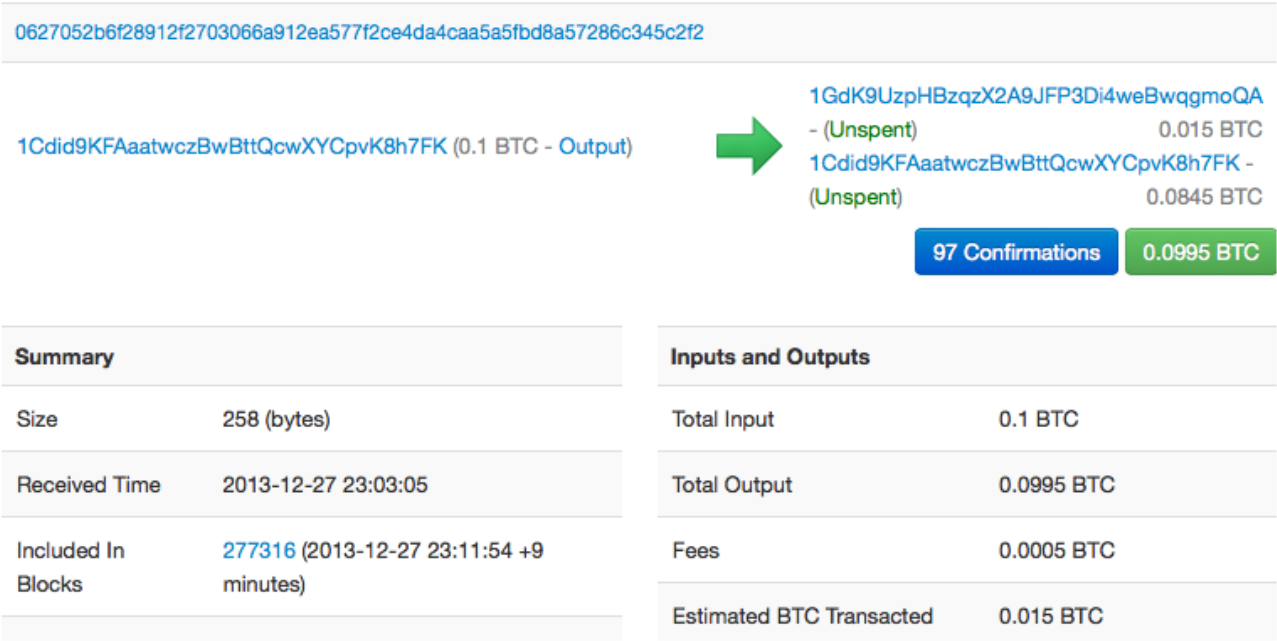 0627052b6f28912f2703066a912ea577f2ce4da4caa5a5fbd8a57286c345c2f2
1Cdid9KFAaatwczBwBttQcwXYCpvK8h7FK (0.1 BTC - Output)
1GdK9UzpHBzqzX2A9JFP3Di4weBwqgmoQA
- (Unspent) 0.015 BTC
1Cdid9KFAaatwczBwBttQcwXYCpvK8h7FK -
(Unspent) 0.0845 BTC
97 Confirmations 0.0995 BTC
Summary
Size 258 (bytes)
Received Time 2013-12-27 23:03:05
Included In 277316 (2013-12-27 23:11:54 +9
Blocks minutes)
Inputs and Outputs
Total Input 0.1 BTC
Total Output 0.0995 BTC
Fees 0.0005 BTC
Estimated BTC Transacted 0.015 BTC